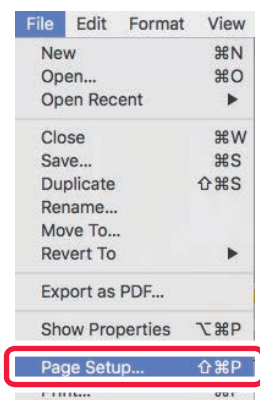 File Edit Format View
New ⌘N
Open... ⌘O
Open Recent ▶
Close ⌘W
Save... ⌘S
Duplicate ⇧⌘S
Rename...
Move To...
Revert To ▶
Export as PDF...
Show Properties ⌥⌘P
Page Setup... ⇧⌘P